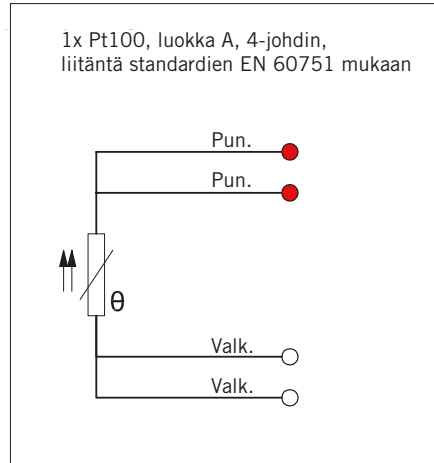 1x Pt100, luokka A, 4-johdin,
liitäntä standardien EN 60751 mukaan
Pun.
Pun.
θ
Valk.
Valk.